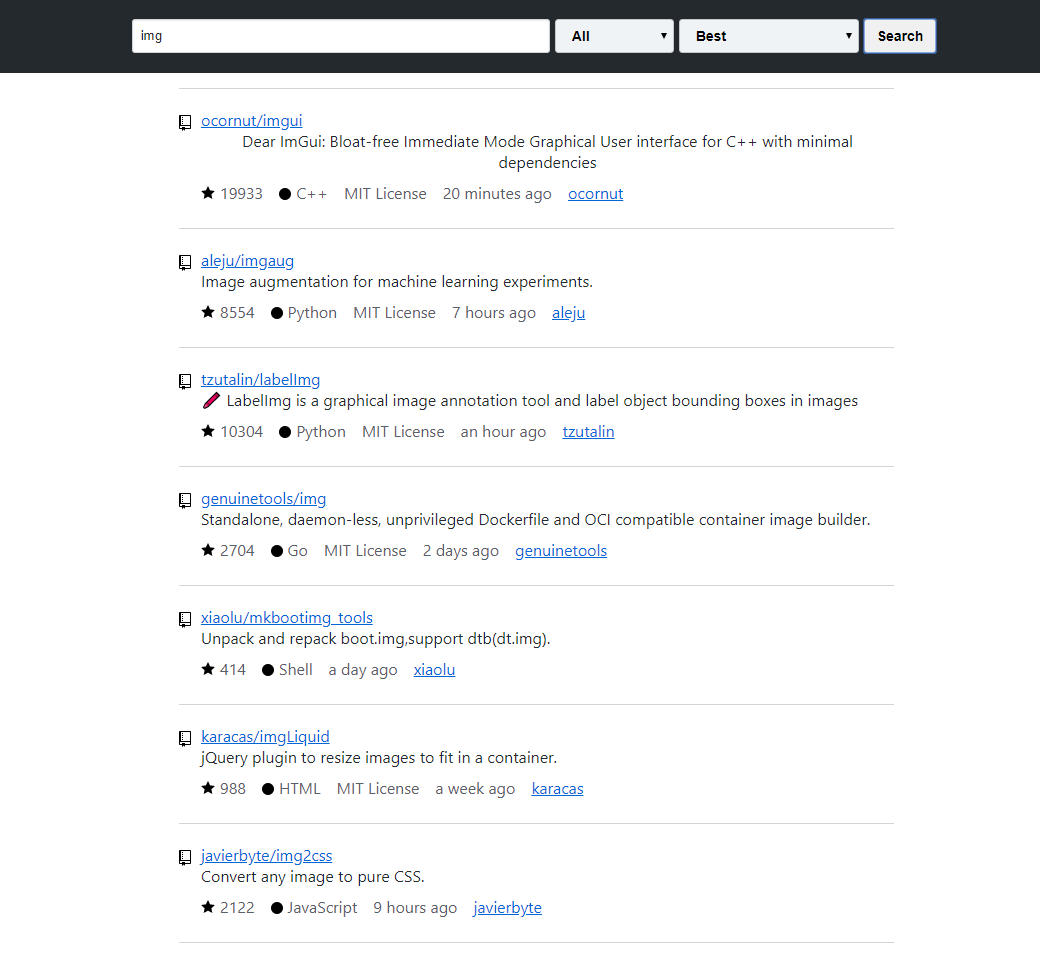 img All Best Search
ocornut/imgui
Dear ImGui: Bloat-free Immediate Mode Graphical User interface for C++ with minimal
dependencies
19933 C++ MIT License 20 minutes ago ocornut
aleju/imgaug
Image augmentation for machine learning experiments.
8554 Python MIT License 7 hours ago aleju
tzutalin/labelImg
LabelImg is a graphical image annotation tool and label object bounding boxes in images
10304 Python MIT License an hour ago tzutalin
genuinetools/img
Standalone, daemon-less, unprivileged Dockerfile and OCI compatible container image builder.
2704 Go MIT License 2 days ago genuinetools
xiaolu/mkbootimg_tools
Unpack and repack boot.img,support dtb(dt.img).
414 Shell a day ago xiaolu
karacas/imgLiquid
jQuery plugin to resize images to fit in a container.
988 HTML MIT License a week ago karacas
javierbyte/img2css
Convert any image to pure CSS.
2122 JavaScript 9 hours ago javierbyte